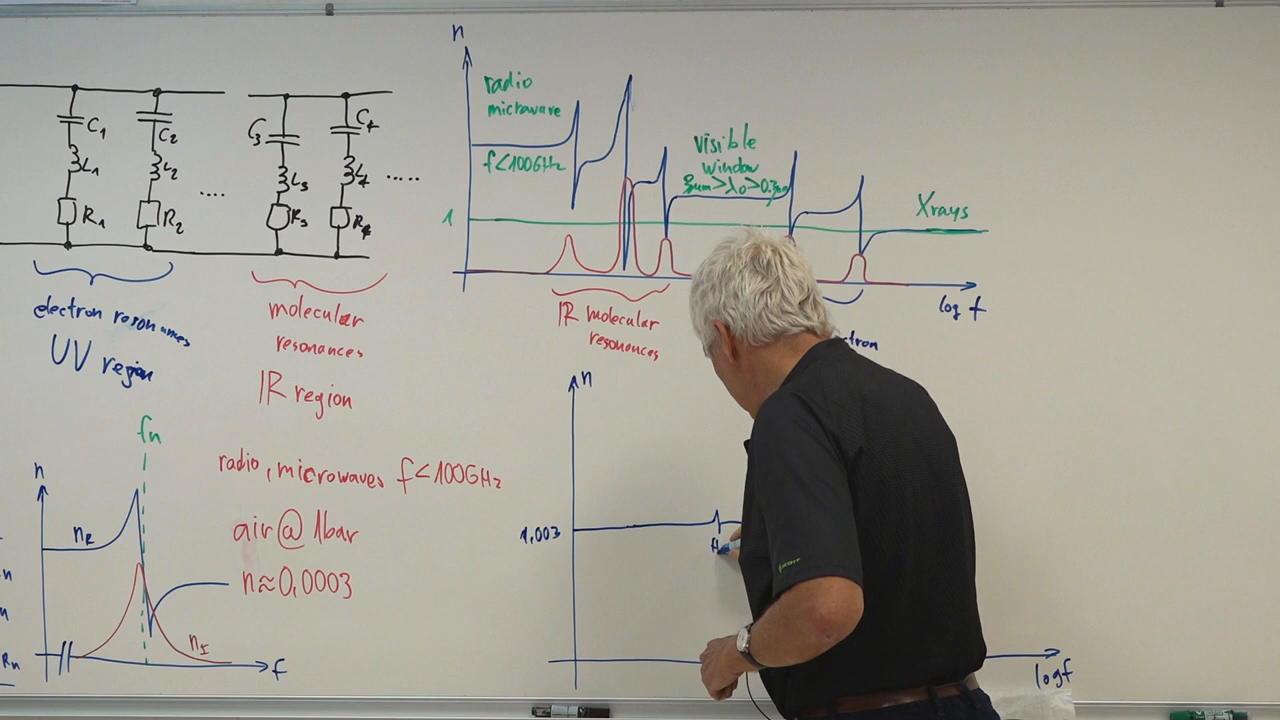 C1
C2
C3
C4
L1
L2
L3
L4
R1
R2
R3
R4
....
.....
electron resonances
UV region
molecular
resonances
IR region
n
radio
microwave
f<100GHz
visible
window
Xrays
1
log f
IR molecular
resonances
tron
fn
n
nR
nI
f
n
Rn
radio, microwaves f<100GHz
air@1bar
n≈0,0003
n
1.003
H
logf